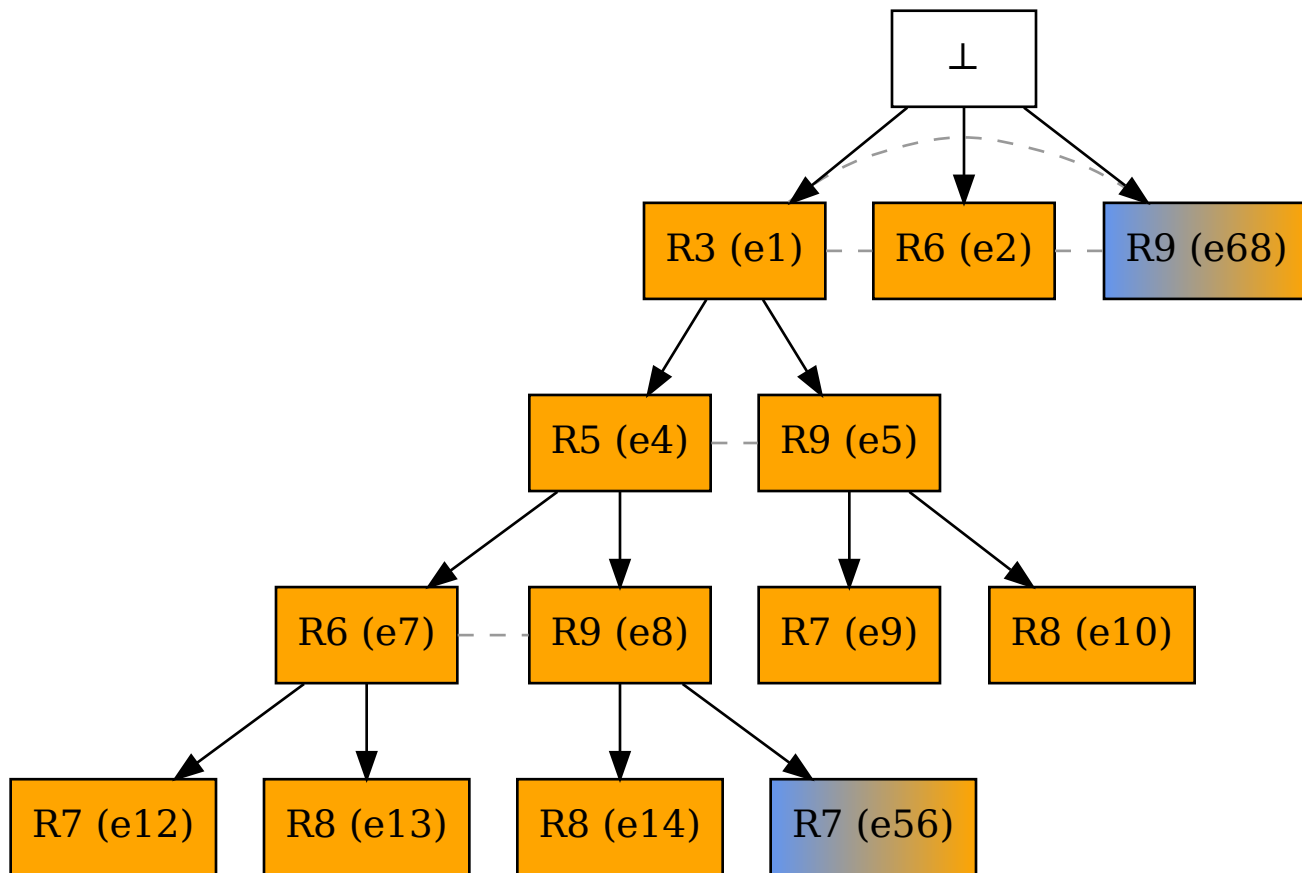 ⊥
R3 (e1)
R6 (e2)
R9 (e68)
R5 (e4)
R9 (e5)
R6 (e7)
R9 (e8)
R7 (e9)
R8 (e10)
R7 (e12)
R8 (e13)
R8 (e14)
R7 (e56)